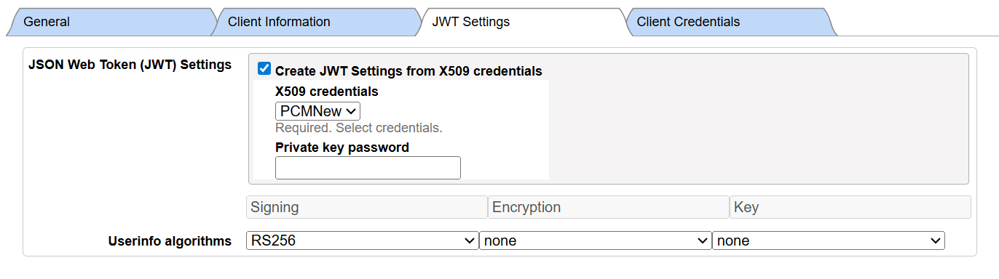 General Client Information JWT Settings Client Credentials
JSON Web Token (JWT) Settings
Create JWT Settings from X509 credentials
X509 credentials
PCMNew
Required. Select credentials.
Private key password
Signing Encryption Key
Userinfo algorithms RS256 none none